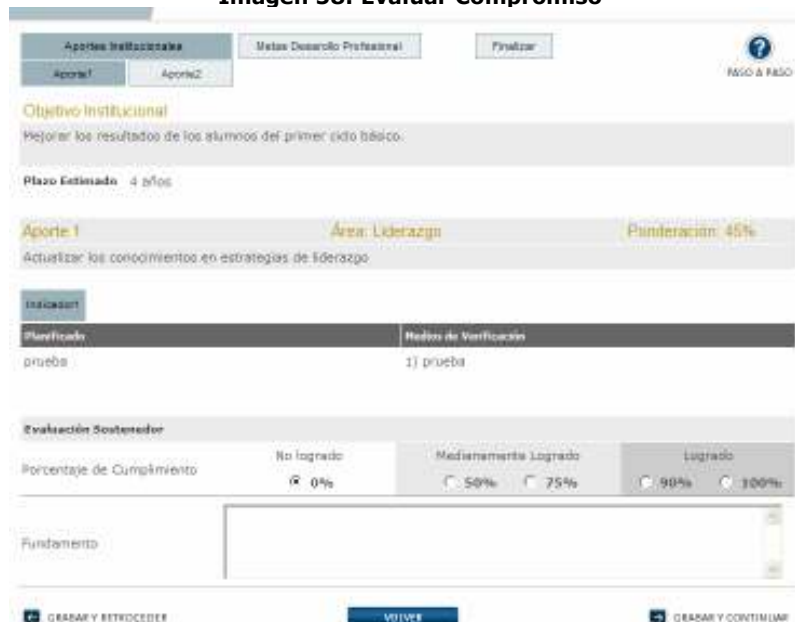 Imagen 38: Evaluar Compromiso
Aportes Institucionales Metas Desarrollo Profesional Finalizar
Aporte1 Aporte2 PASO A PASO
Objetivo Institucional
Mejorar los resultados de los alumnos del primer ciclo básico.
Plazo Estimado 4 años
Aporte 1 Área: Liderazgo Ponderación: 45%
Actualizar los conocimientos en estrategias de liderazgo
Indicador1
Planificado Medios de Verificación
prueba 1) prueba
Evaluación Sostenedor
No logrado Medianamente Logrado Logrado
Porcentaje de Cumplimiento 0% 50% 75% 90% 100%
Fundamento
GRABAR Y RETROCEDER VOLVER GRABAR Y CONTINUAR